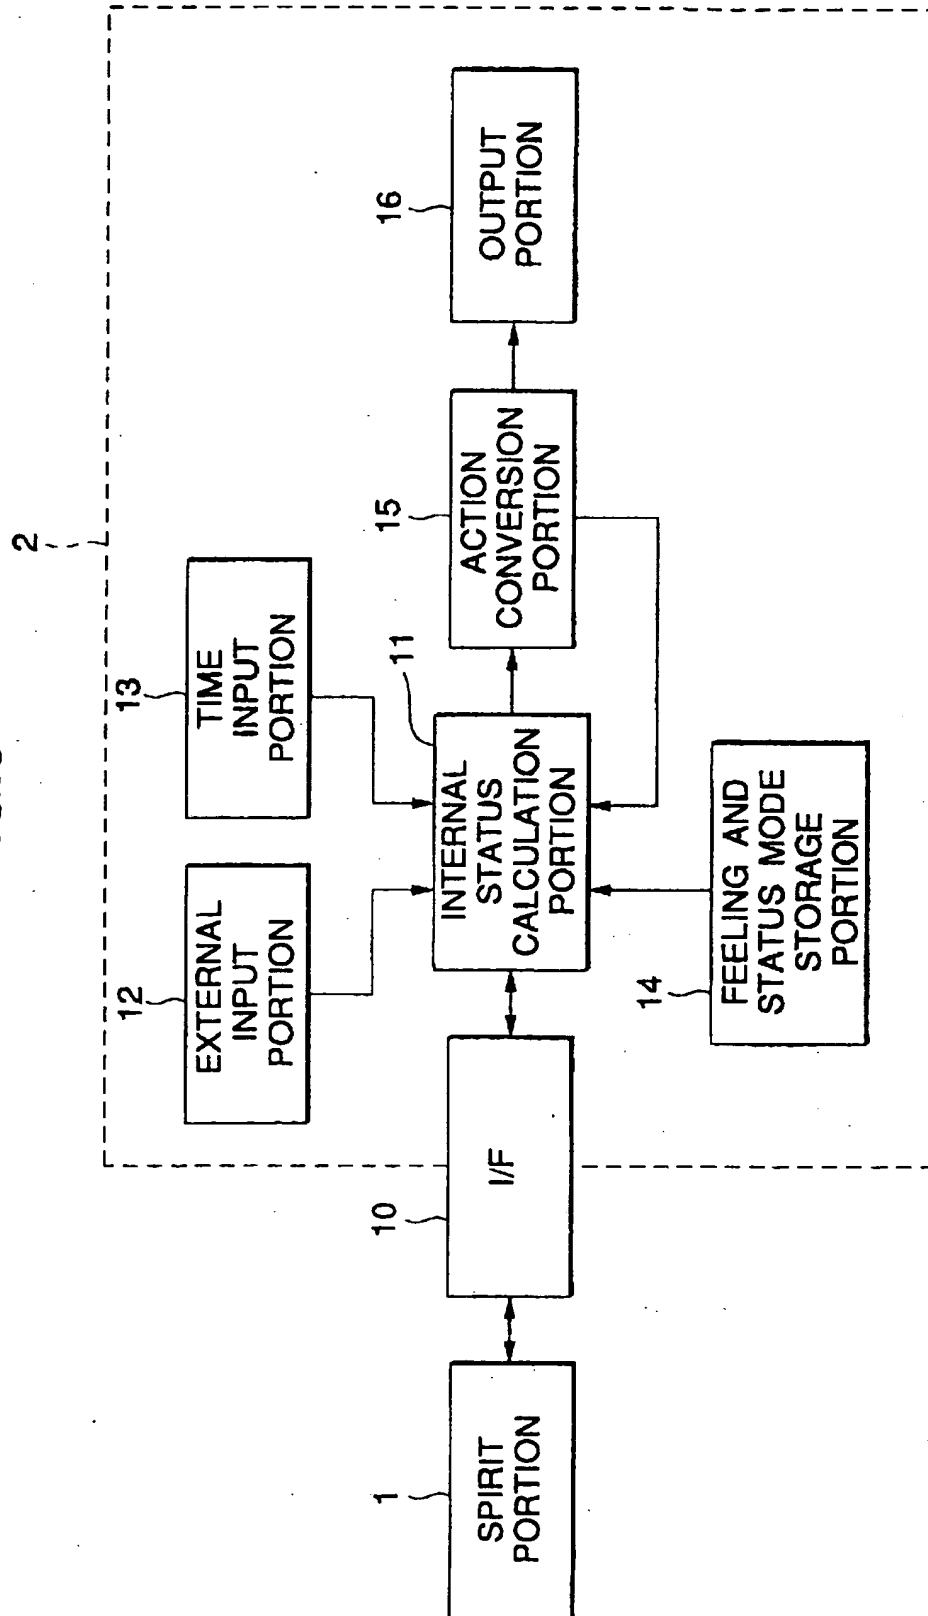 2
12
EXTERNAL
INPUT
PORTION
13
TIME
INPUT
PORTION
1
SPIRIT
PORTION
10
I/F
11
INTERNAL
STATUS
CALCULATION
PORTION
15
ACTION
CONVERSION
PORTION
16
OUTPUT
PORTION
14
FEELING AND
STATUS MODE
STORAGE
PORTION